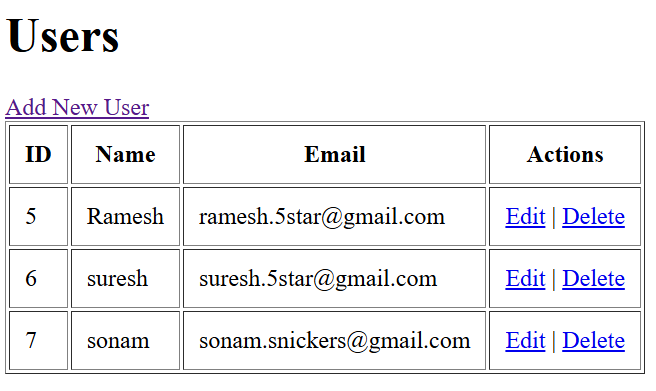 Users
Add New User
ID Name Email Actions
5 Ramesh ramesh.5star@gmail.com Edit | Delete
6 suresh suresh.5star@gmail.com Edit | Delete
7 sonam sonam.snickers@gmail.com Edit | Delete